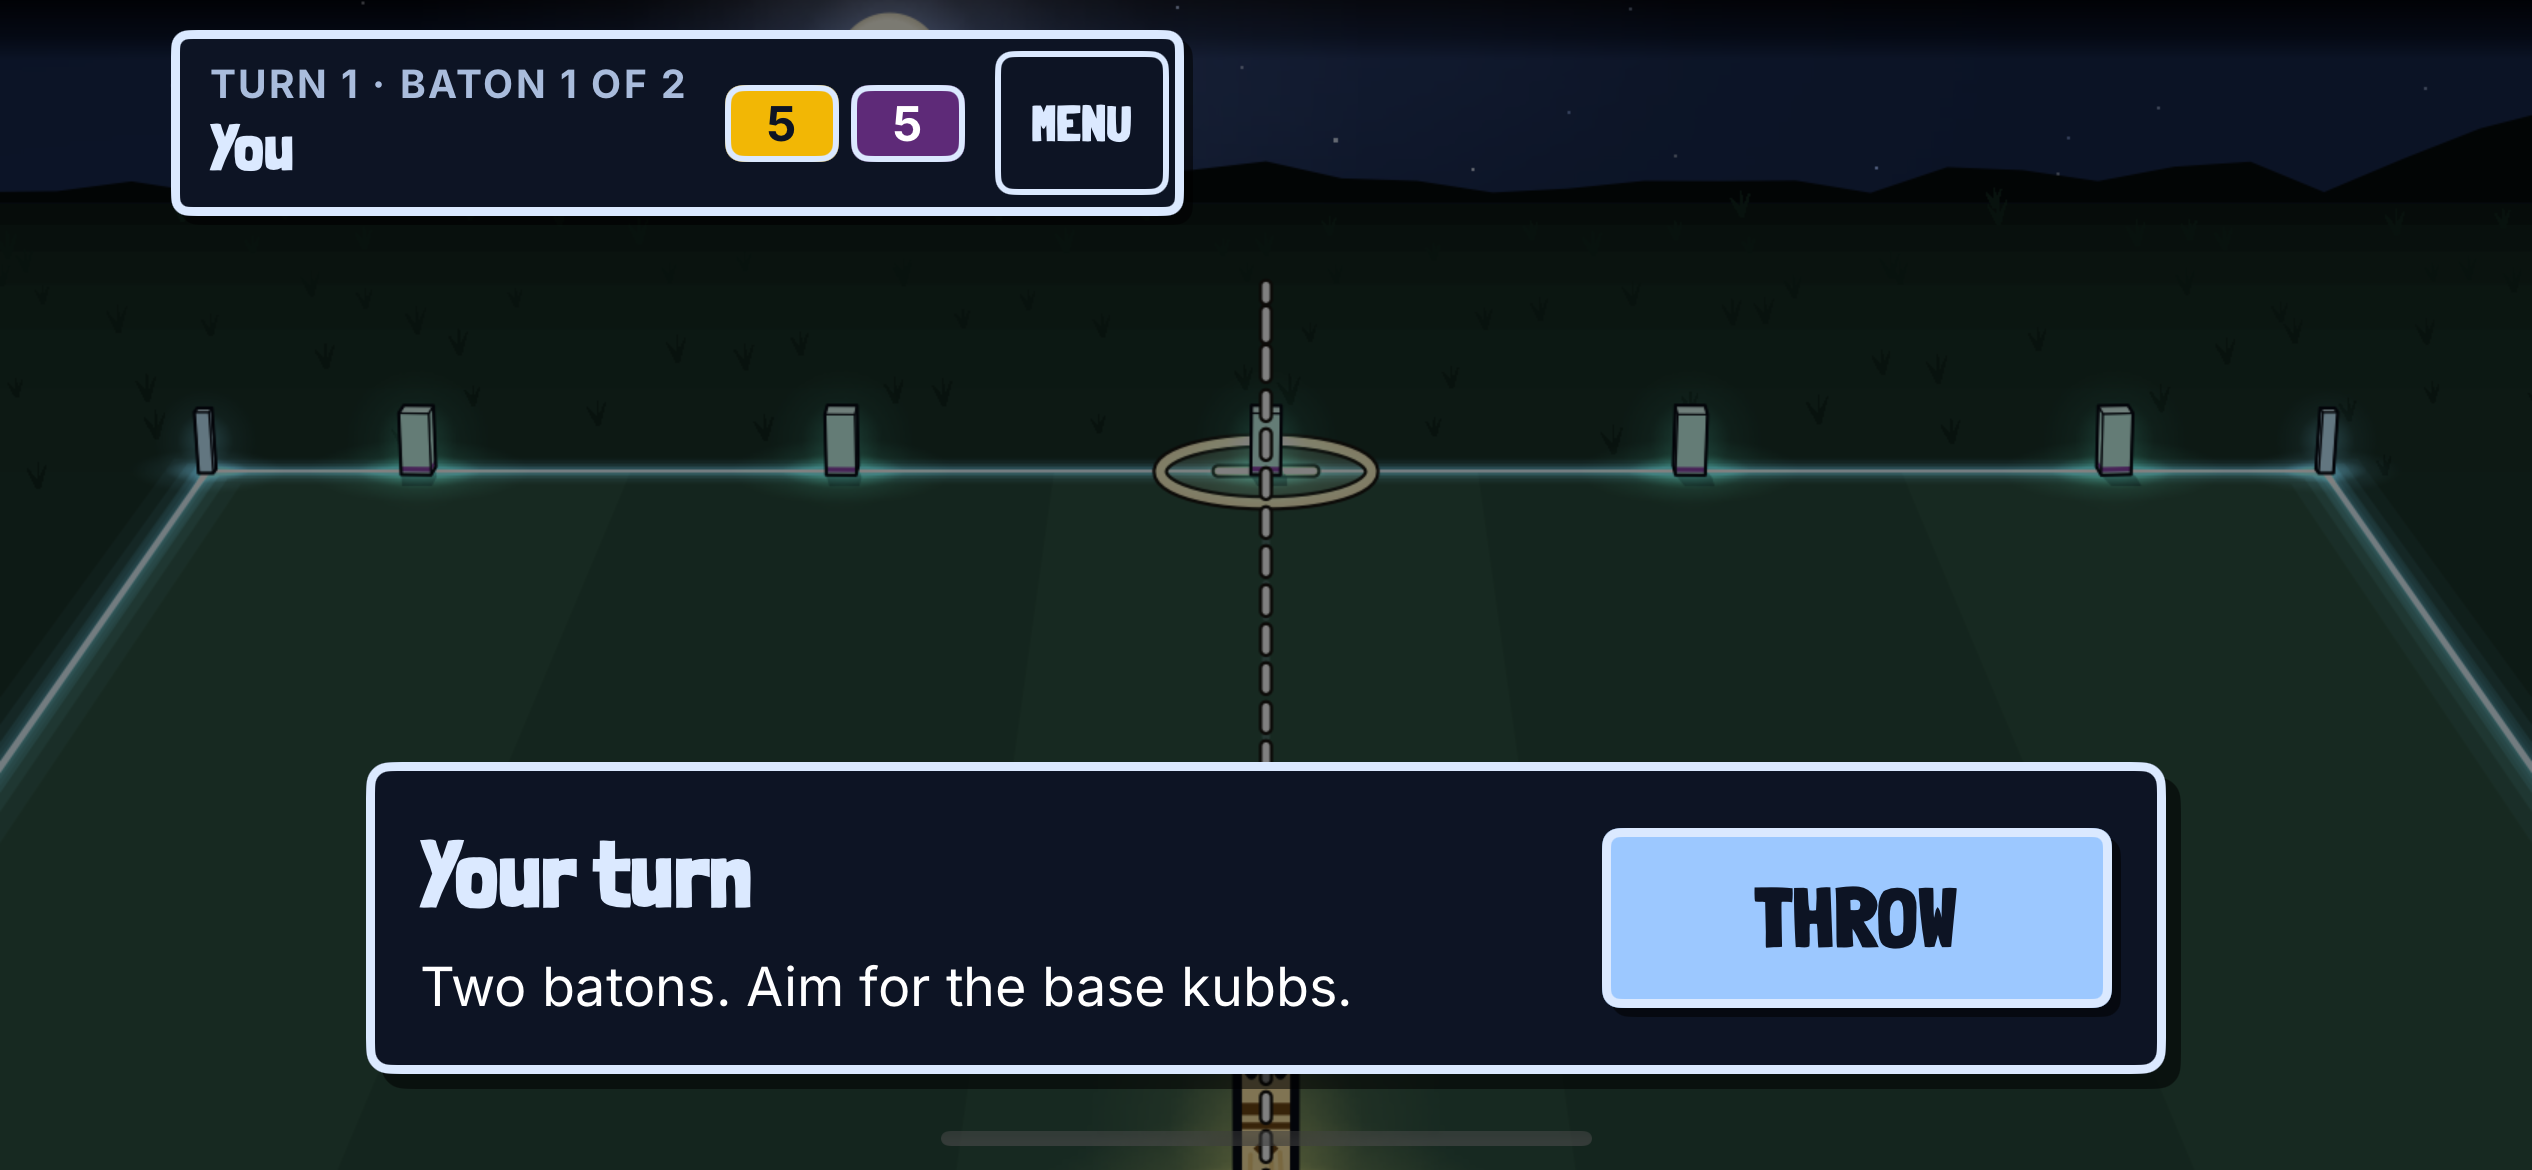 TURN 1 · BATON 1 OF 2
You
5
5
MENU
Your turn
Two batons. Aim for the base kubbs.
THROW